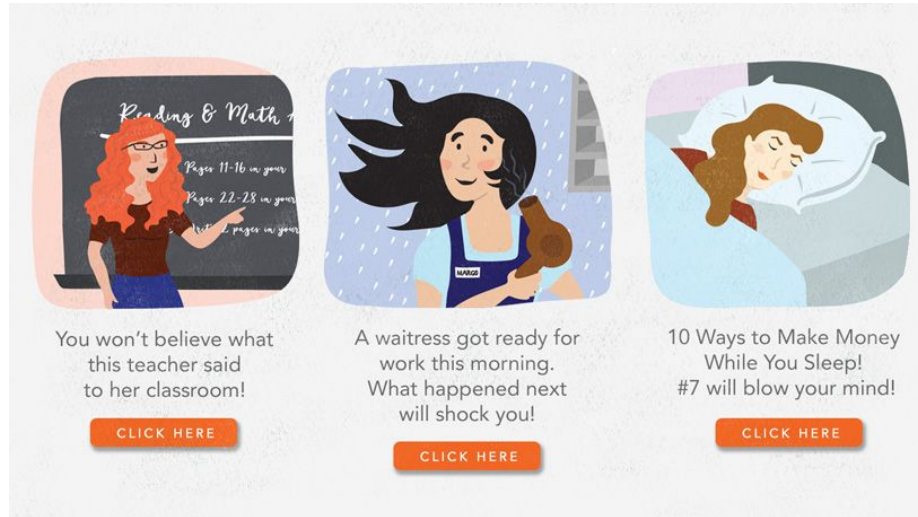 Reading & Math
Pages 11-16 in your
Pages 22-28 in your
pages in your
You won't believe what
this teacher said
to her classroom!
CLICK HERE
MARGE
A waitress got ready for
work this morning.
What happened next
will shock you!
CLICK HERE
10 Ways to Make Money
While You Sleep!
#7 will blow your mind!
CLICK HERE